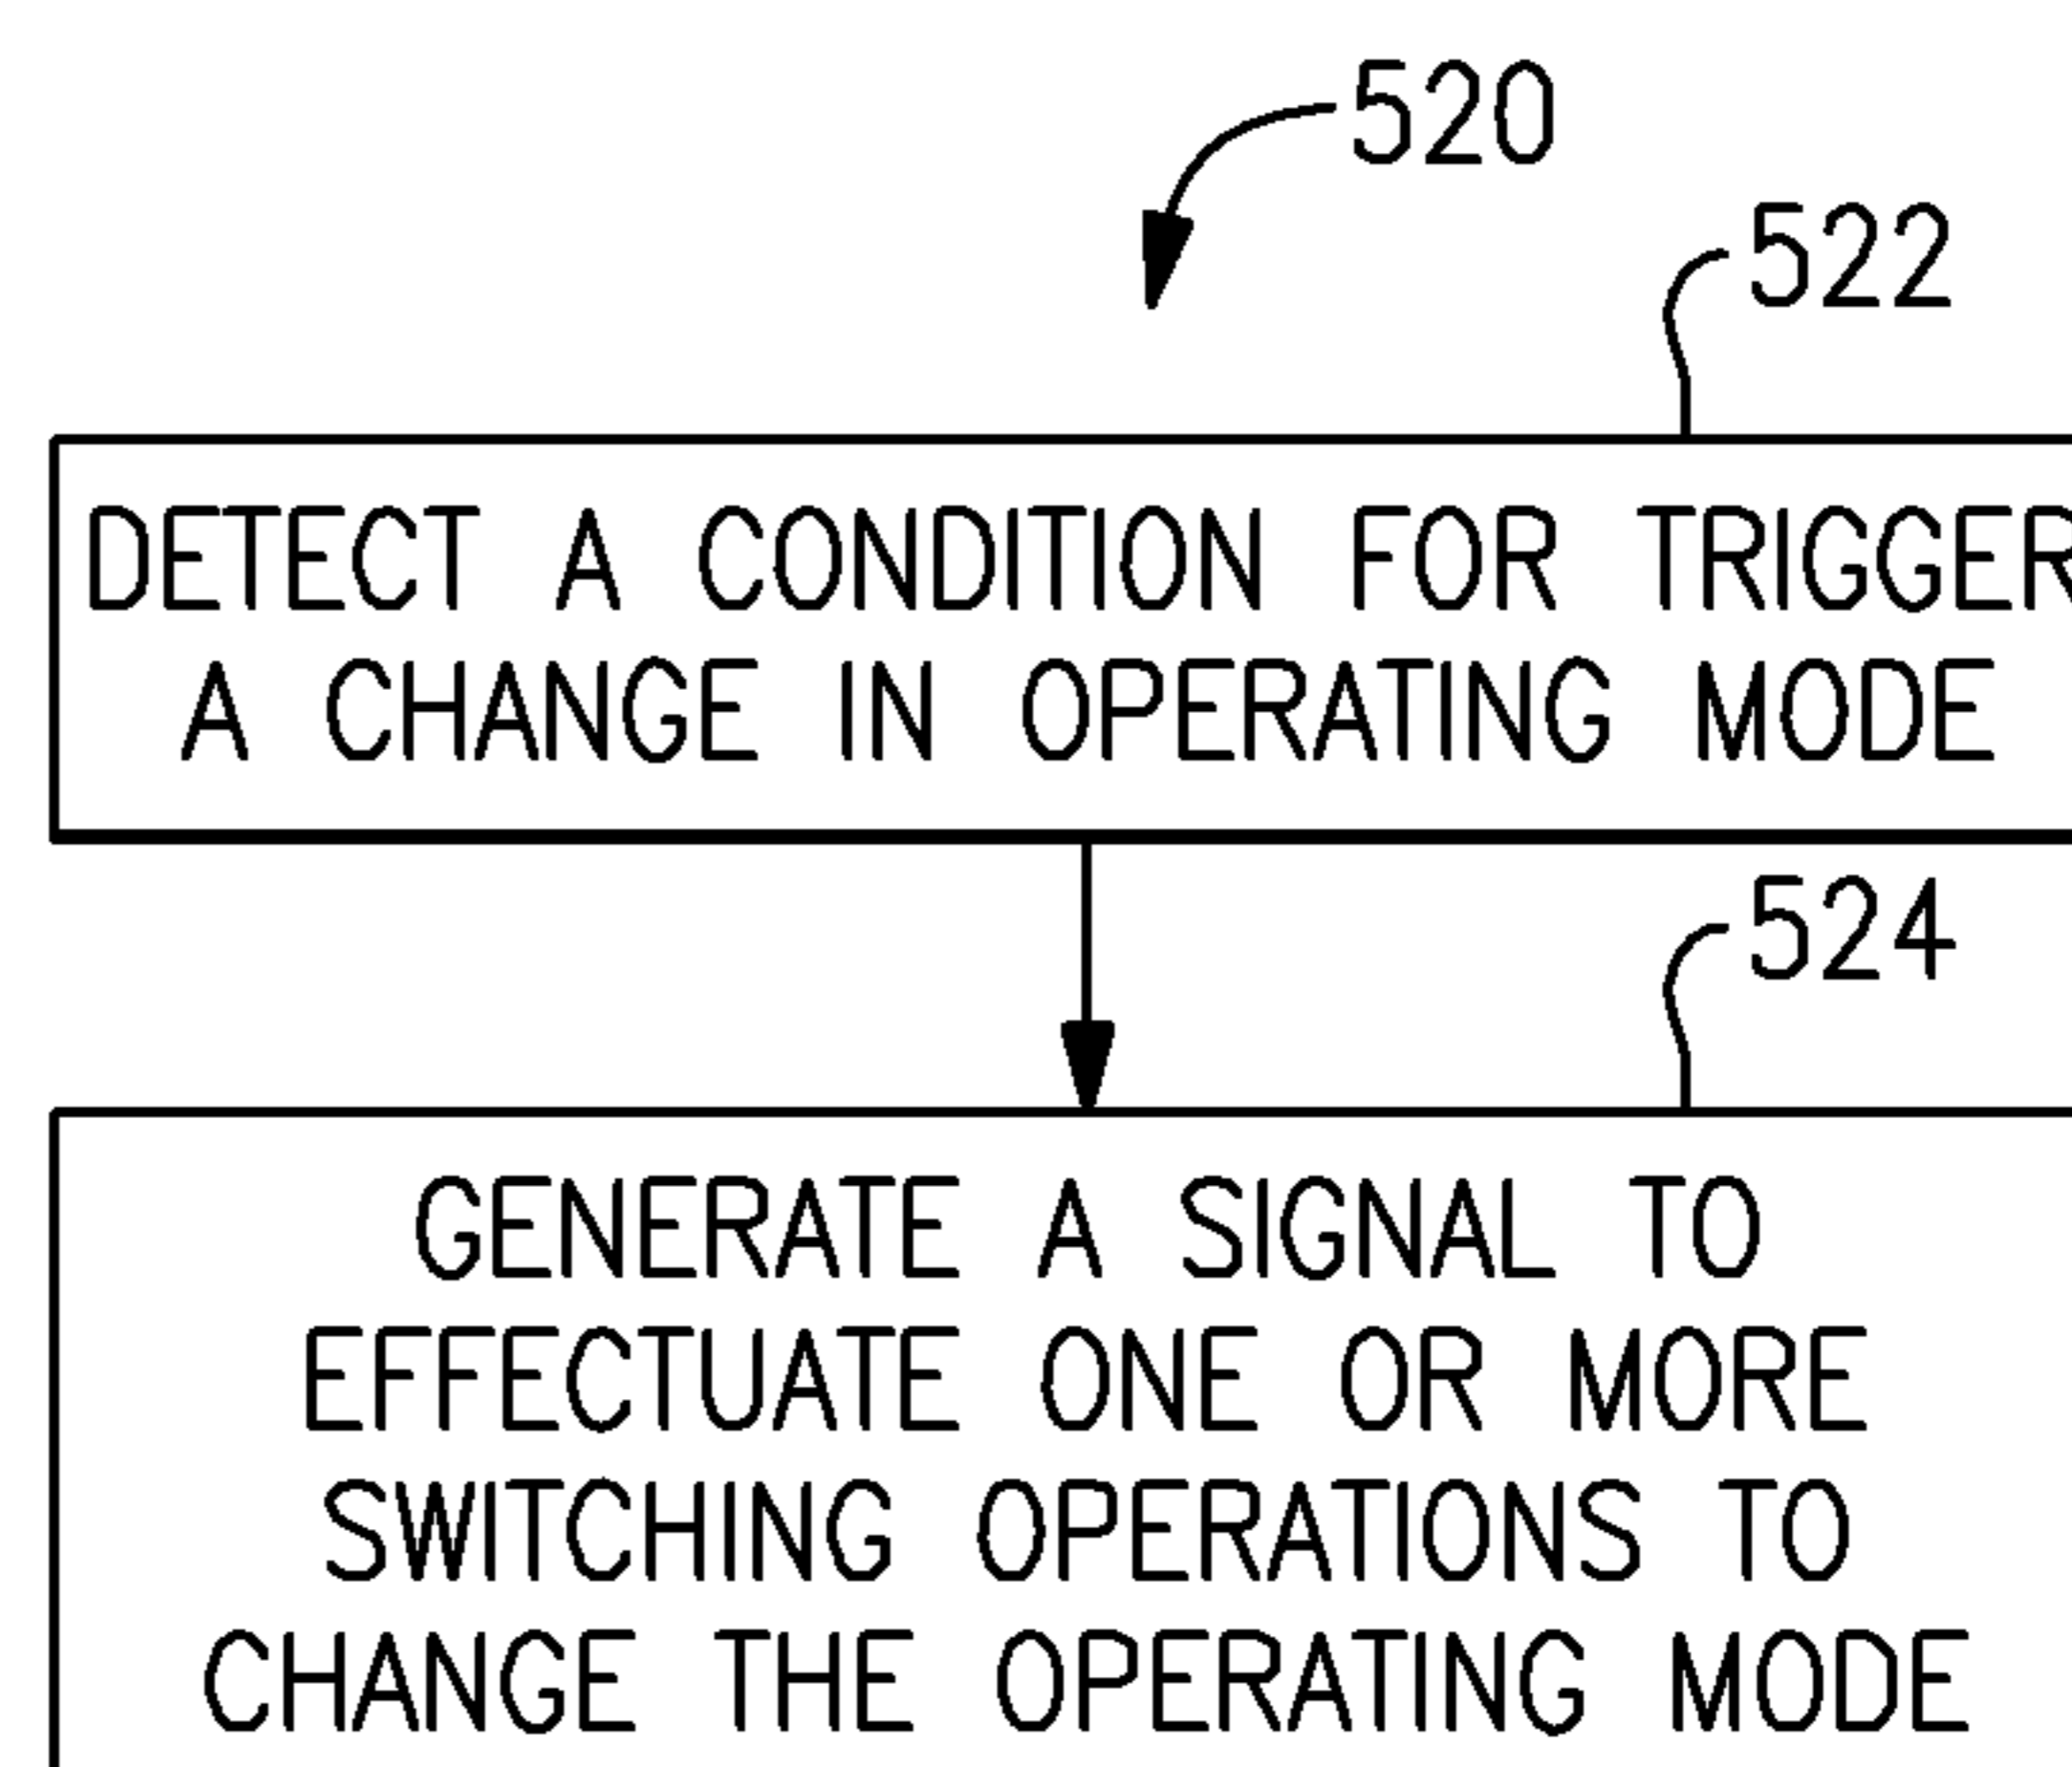 520
522
DETECT A CONDITION FOR TRIGGER
A CHANGE IN OPERATING MODE
524
GENERATE A SIGNAL TO
EFFECTUATE ONE OR MORE
SWITCHING OPERATIONS TO
CHANGE THE OPERATING MODE